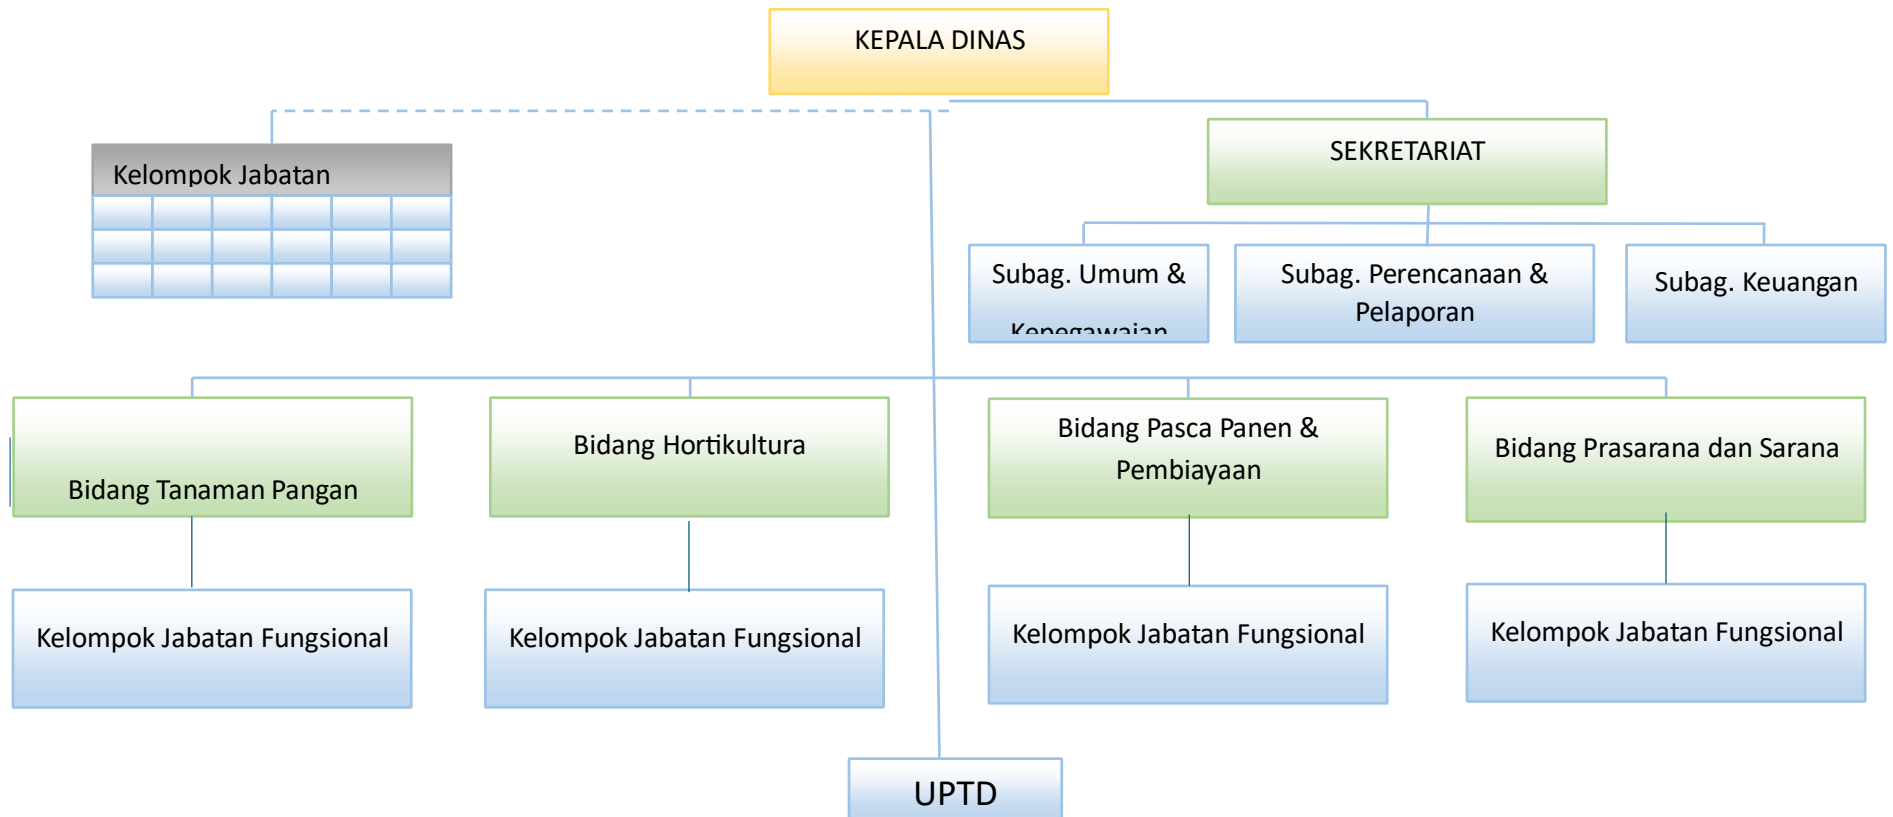 KEPALA DINAS
Kelompok Jabatan
SEKRETARIAT
Subag. Umum &
Kepegawaian
Subag. Perencanaan &
Pelaporan
Subag. Keuangan
Bidang Tanaman Pangan
Bidang Hortikultura
Bidang Pasca Panen &
Pembiayaan
Bidang Prasarana dan Sarana
Kelompok Jabatan Fungsional
Kelompok Jabatan Fungsional
Kelompok Jabatan Fungsional
Kelompok Jabatan Fungsional
UPTD